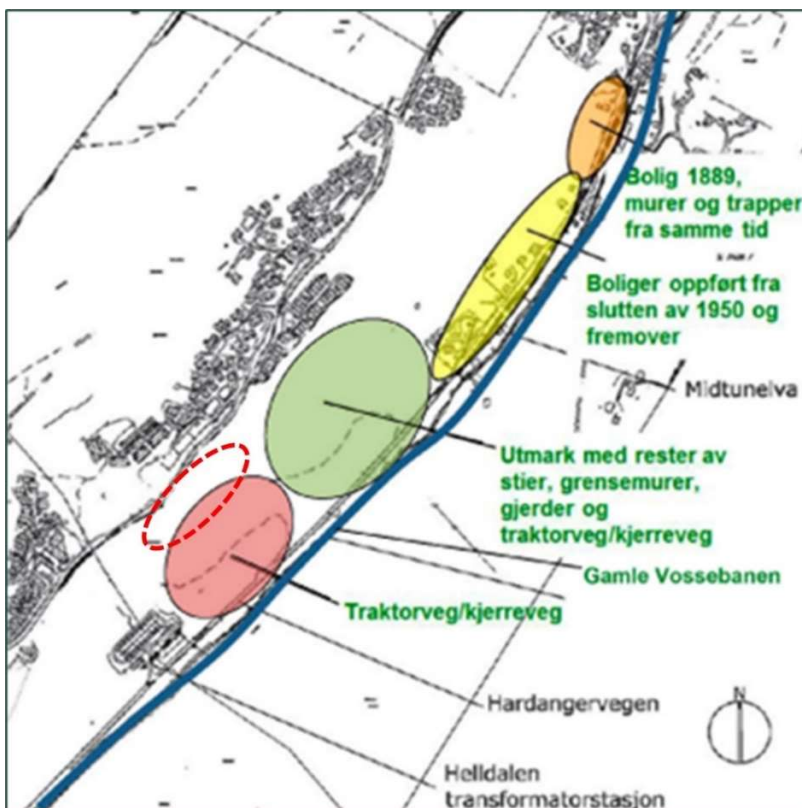 Bolig 1889,
murer og trapper
fra samme tid
Boliger oppført fra
slutten av 1950 og
fremover
Midtunelva
Utmark med rester av
stier, grensemurer,
gjerder og
traktorveg/kjerreveg
Gamle Vossebanen
Traktorveg/kjerreveg
Hardangervegen
N
Helldalen
transformatorstasjon